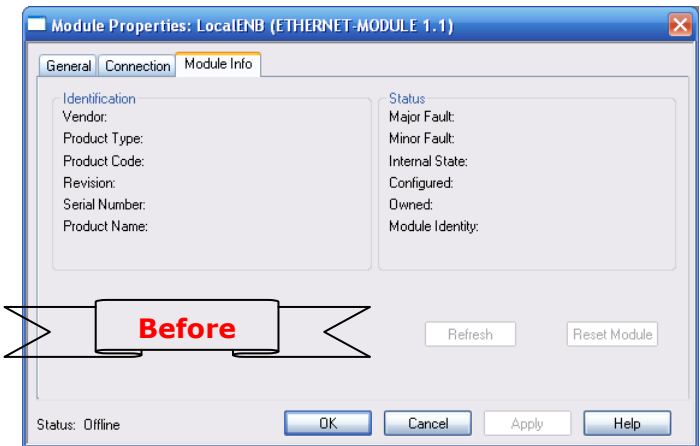 Module Properties: LocalENB (ETHERNET-MODULE 1.1)
General Connection Module Info
Identification
Vendor:
Product Type:
Product Code:
Revision:
Serial Number:
Product Name:
Status
Major Fault:
Minor Fault:
Internal State:
Configured:
Owned:
Module Identity:
Before
Refresh Reset Module
Status: Offline OK Cancel Apply Help